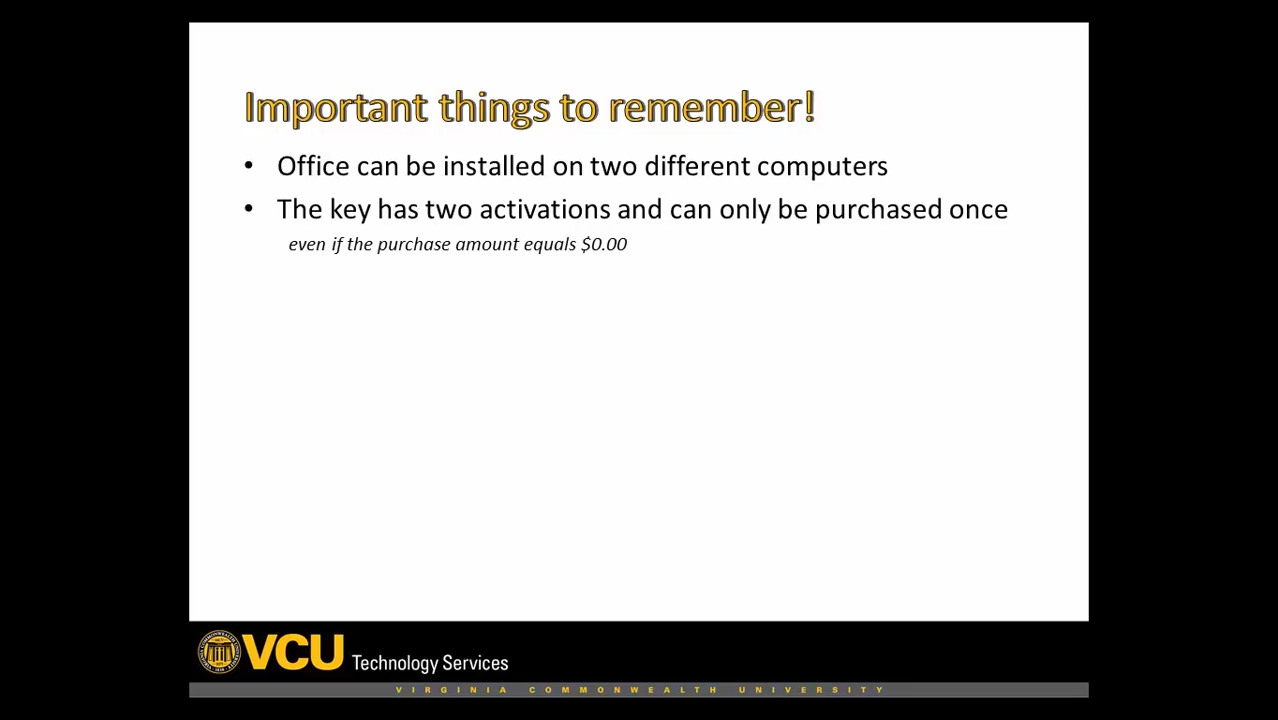 Important things to remember!
• Office can be installed on two different computers
• The key has two activations and can only be purchased once
even if the purchase amount equals $0.00
VCU Technology Services
VIRGINIA COMMONWEALTH UNIVERSITY